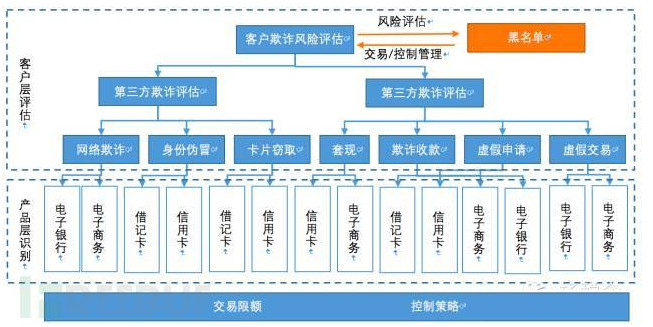 风险评估
客户欺诈风险评估
黑名单
交易/控制管理
客户层评估
第三方欺诈评估
第三方欺诈评估
网络欺诈
身份伪冒
卡片窃取
套现
欺诈收款
虚假申请
虚假交易
产品层识别
电子银行
电子商务
借记卡
信用卡
借记卡
信用卡
信用卡
电子商务
借记卡
信用卡
电子商务
电子银行
电子银行
电子商务
交易限额
控制策略